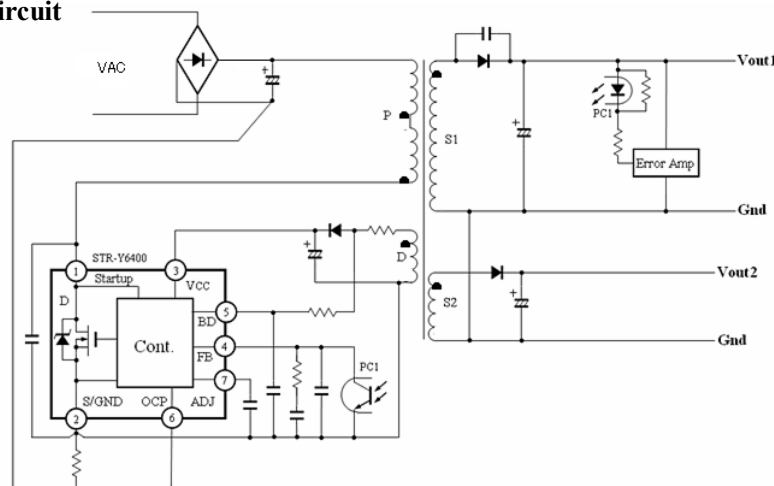 ircuit
VAC
Vout1
P
PC1
S1
Error Amp
Gnd
STR-Y6400
D
1
3
Startup
VCC
Vout2
D
S2
BD
5
Cont.
4
Gnd
FB
PC1
7
S/GND
OCP
ADJ
2
6